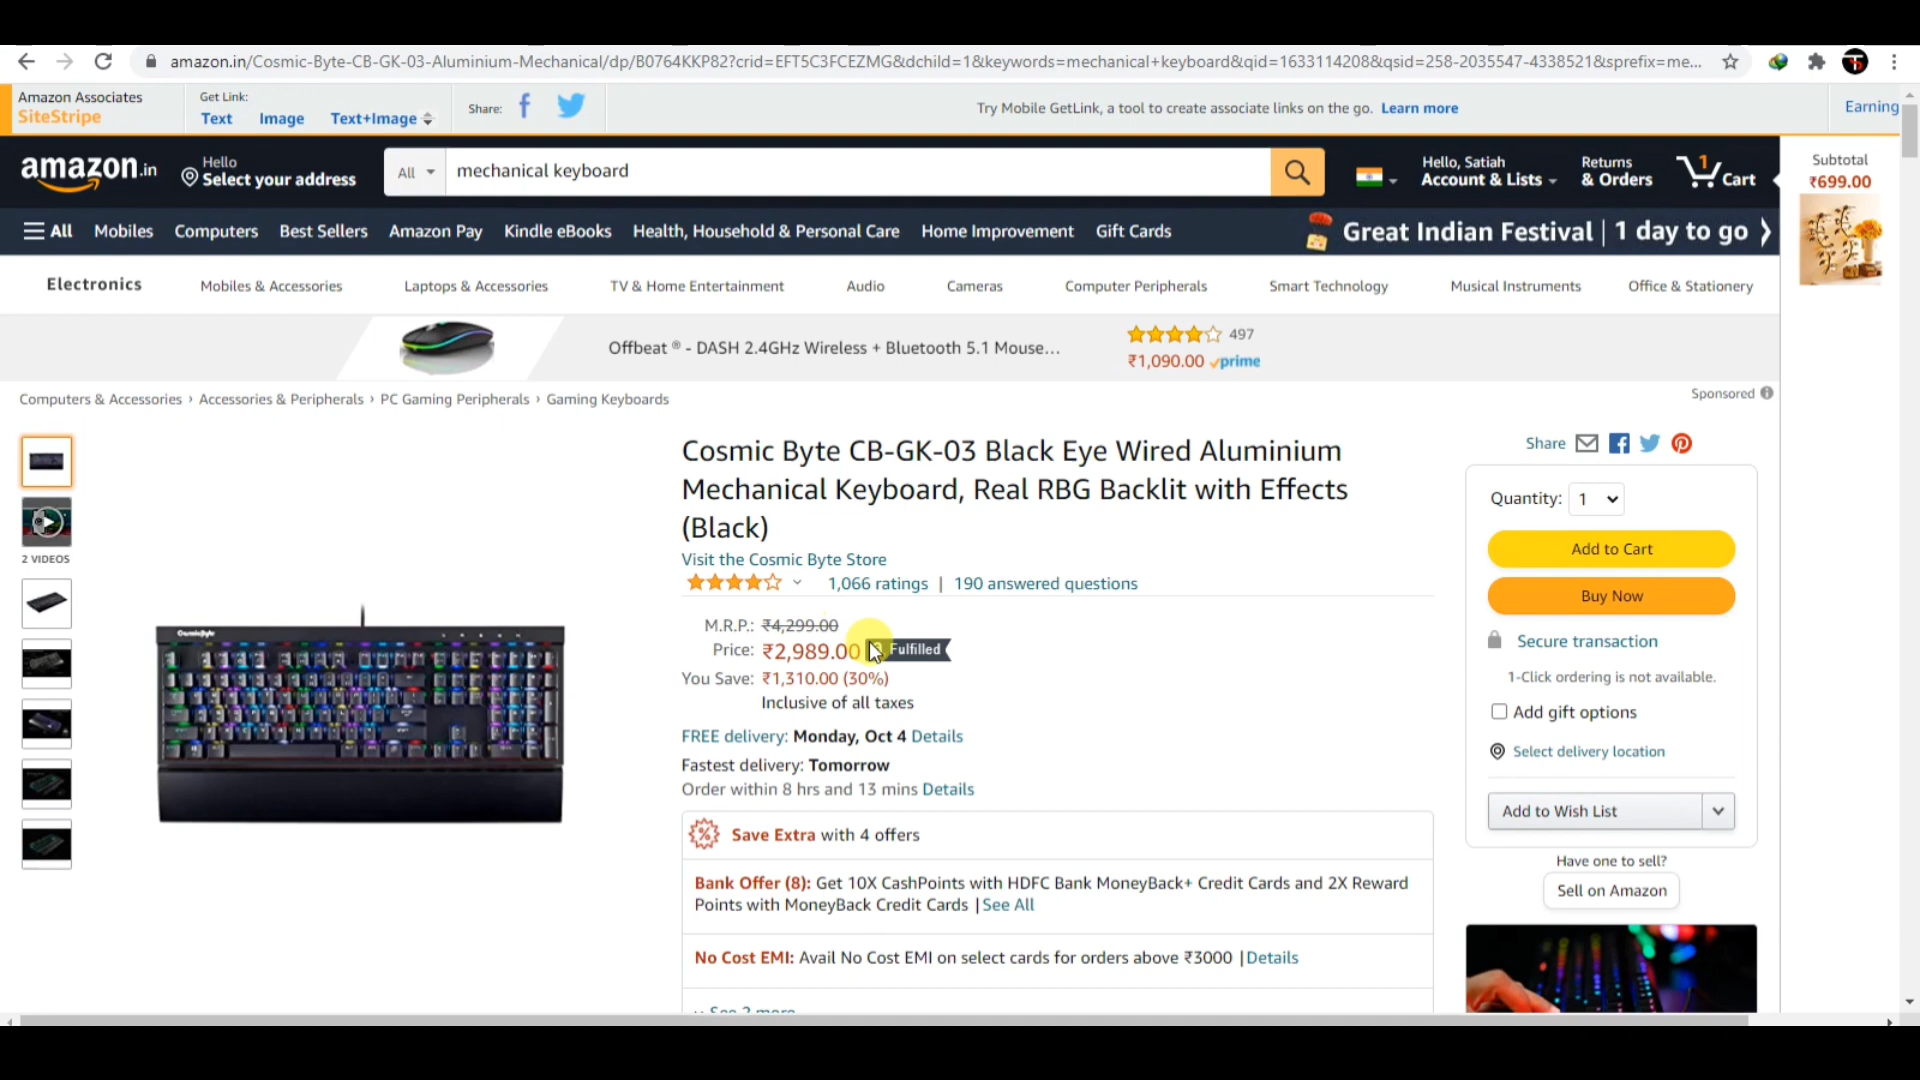 amazon.in/Cosmic-Byte-CB-GK-03-Aluminium-Mechanical/dp/B0764KKP82?crid=EFT5C3FCEZMG&dchild=1&keywords=mechanical+keyboard&qid=1633114208&qsid=258-2035547-4338521&sprefix=me...
Amazon Associates
SiteStripe
Get Link:
Text Image Text+Image
Share:
Try Mobile GetLink, a tool to create associate links on the go. Learn more
Earning
amazon.in
Hello
Select your address
All
mechanical keyboard
Hello, Satiah
Account & Lists
Returns
& Orders
1
Cart
Subtotal
₹699.00
All Mobiles Computers Best Sellers Amazon Pay Kindle eBooks Health, Household & Personal Care Home Improvement Gift Cards
Great Indian Festival | 1 day to go
Electronics Mobiles & Accessories Laptops & Accessories TV & Home Entertainment Audio Cameras Computer Peripherals Smart Technology Musical Instruments Office & Stationery
Offbeat ® - DASH 2.4GHz Wireless + Bluetooth 5.1 Mouse...
497
₹1,090.00 prime
Sponsored
Computers & Accessories › Accessories & Peripherals › PC Gaming Peripherals › Gaming Keyboards
2 VIDEOS
CosmicByte
Cosmic Byte CB-GK-03 Black Eye Wired Aluminium
Mechanical Keyboard, Real RBG Backlit with Effects
(Black)
Visit the Cosmic Byte Store
1,066 ratings | 190 answered questions
M.R.P.: ₹4,299.00
Price: ₹2,989.00 Fulfilled
You Save: ₹1,310.00 (30%)
Inclusive of all taxes
FREE delivery: Monday, Oct 4 Details
Fastest delivery: Tomorrow
Order within 8 hrs and 13 mins Details
Save Extra with 4 offers
Bank Offer (8): Get 10X CashPoints with HDFC Bank MoneyBack+ Credit Cards and 2X Reward
Points with MoneyBack Credit Cards | See All
No Cost EMI: Avail No Cost EMI on select cards for orders above ₹3000 | Details
Share
Quantity: 1
Add to Cart
Buy Now
Secure transaction
1-Click ordering is not available.
Add gift options
Select delivery location
Add to Wish List
Have one to sell?
Sell on Amazon